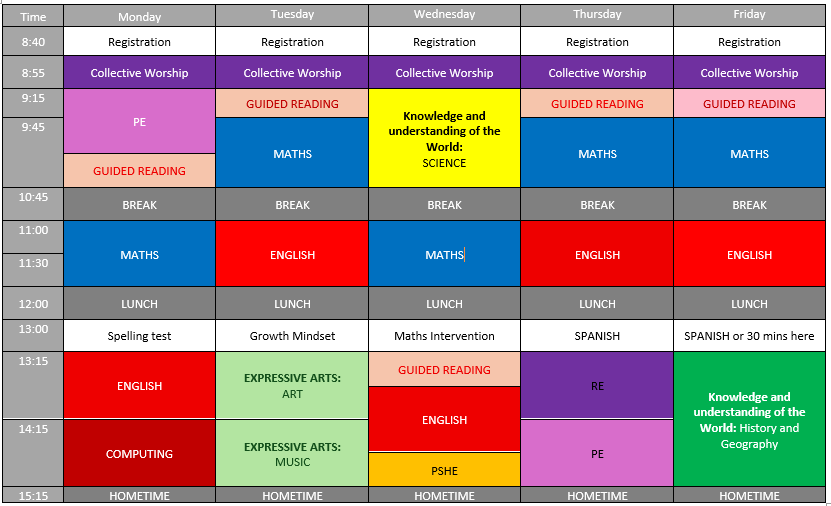 Time Monday Tuesday Wednesday Thursday Friday
8:40 Registration Registration Registration Registration Registration
8:55 Collective Worship Collective Worship Collective Worship Collective Worship Collective Worship
9:15 PE GUIDED READING Knowledge and understanding of the World: SCIENCE GUIDED READING GUIDED READING
9:45 MATHS MATHS MATHS
GUIDED READING
10:45 BREAK BREAK BREAK BREAK BREAK
11:00 MATHS ENGLISH MATHS ENGLISH ENGLISH
11:30
12:00 LUNCH LUNCH LUNCH LUNCH LUNCH
13:00 Spelling test Growth Mindset Maths Intervention SPANISH SPANISH or 30 mins here
13:15 ENGLISH EXPRESSIVE ARTS: ART GUIDED READING RE Knowledge and understanding of the World: History and Geography
ENGLISH
14:15 COMPUTING EXPRESSIVE ARTS: MUSIC PE
PSHE
15:15 HOMETIME HOMETIME HOMETIME HOMETIME HOMETIME